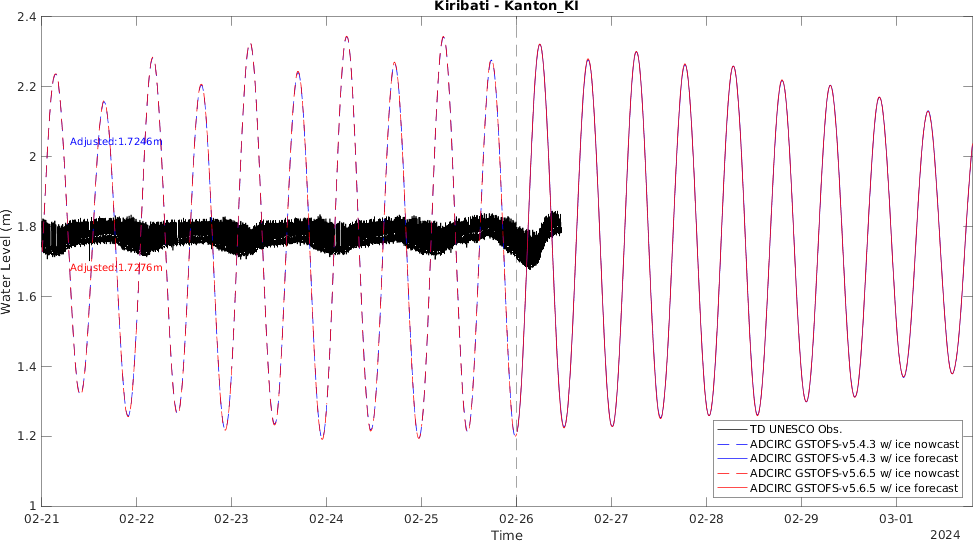 Kiribati - Kanton_KI
2.4
2.2
2
1.8
1.6
1.4
1.2
1
Water Level (m)
Adjusted:1.7246m
Adjusted:1.7276m
TD UNESCO Obs.
ADCIRC GSTOFS-v5.4.3 w/ ice nowcast
ADCIRC GSTOFS-v5.4.3 w/ ice forecast
ADCIRC GSTOFS-v5.6.5 w/ ice nowcast
ADCIRC GSTOFS-v5.6.5 w/ ice forecast
02-21 02-22 02-23 02-24 02-25 02-26 02-27 02-28 02-29 03-01
Time
2024